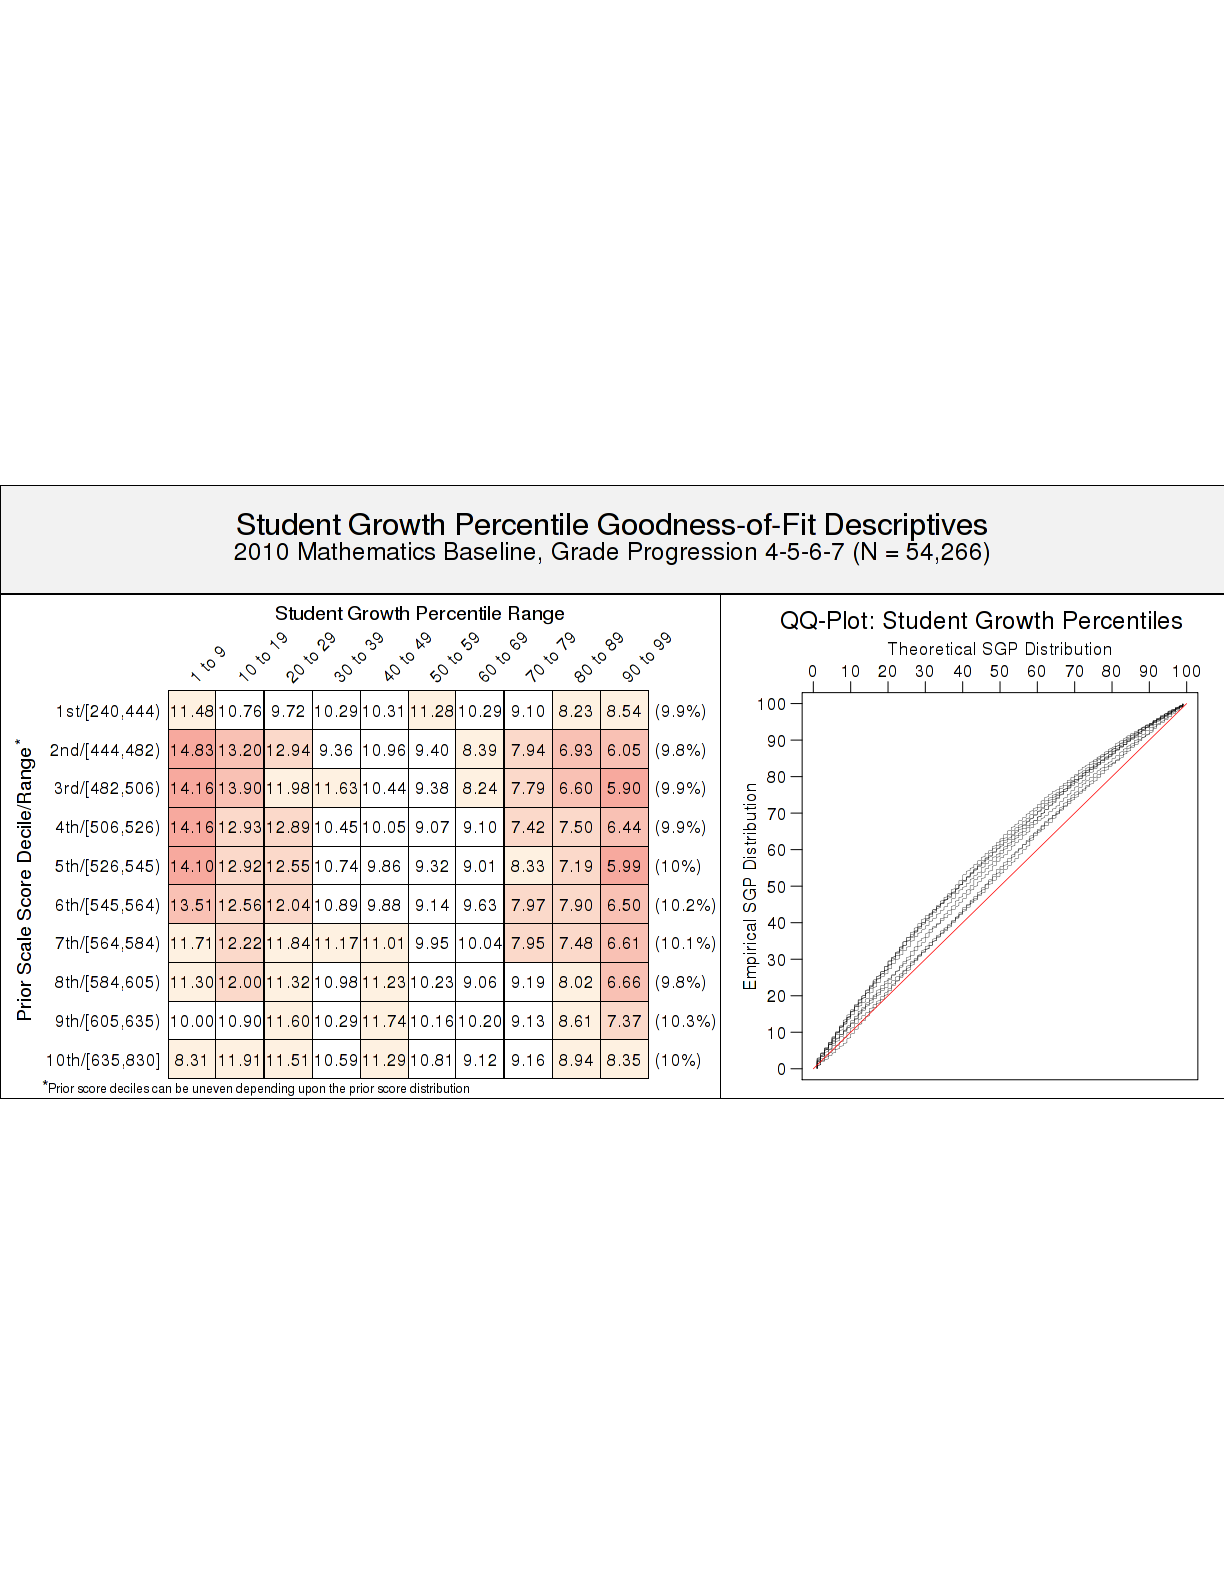 Student Growth Percentile Goodness-of-Fit Descriptives
2010 Mathematics Baseline, Grade Progression 4-5-6-7 (N = 54,266)
Student Growth Percentile Range
1 to 9 10 to 19 20 to 29 30 to 39 40 to 49 50 to 59 60 to 69 70 to 79 80 to 89 90 to 99
Prior Scale Score Decile/Range*
1st/[240,444) 11.48 10.76 9.72 10.29 10.31 11.28 10.29 9.10 8.23 8.54 (9.9%)
2nd/[444,482) 14.83 13.20 12.94 9.36 10.96 9.40 8.39 7.94 6.93 6.05 (9.8%)
3rd/[482,506) 14.16 13.90 11.98 11.63 10.44 9.38 8.24 7.79 6.60 5.90 (9.9%)
4th/[506,526) 14.16 12.93 12.89 10.45 10.05 9.07 9.10 7.42 7.50 6.44 (9.9%)
5th/[526,545) 14.10 12.92 12.55 10.74 9.86 9.32 9.01 8.33 7.19 5.99 (10%)
6th/[545,564) 13.51 12.56 12.04 10.89 9.88 9.14 9.63 7.97 7.90 6.50 (10.2%)
7th/[564,584) 11.71 12.22 11.84 11.17 11.01 9.95 10.04 7.95 7.48 6.61 (10.1%)
8th/[584,605) 11.30 12.00 11.32 10.98 11.23 10.23 9.06 9.19 8.02 6.66 (9.8%)
9th/[605,635) 10.00 10.90 11.60 10.29 11.74 10.16 10.20 9.13 8.61 7.37 (10.3%)
10th/[635,830] 8.31 11.91 11.51 10.59 11.29 10.81 9.12 9.16 8.94 8.35 (10%)
*Prior score deciles can be uneven depending upon the prior score distribution
QQ-Plot: Student Growth Percentiles
Theoretical SGP Distribution
0 10 20 30 40 50 60 70 80 90 100
Empirical SGP Distribution
100
90
80
70
60
50
40
30
20
10
0